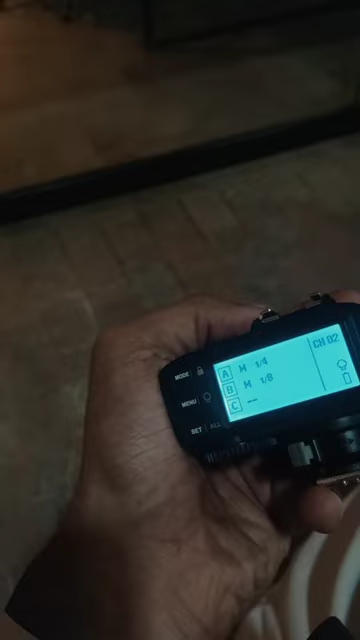 MODE
MENU
SET | ALL
A M 1/4
B M 1/8
C --
CH 02